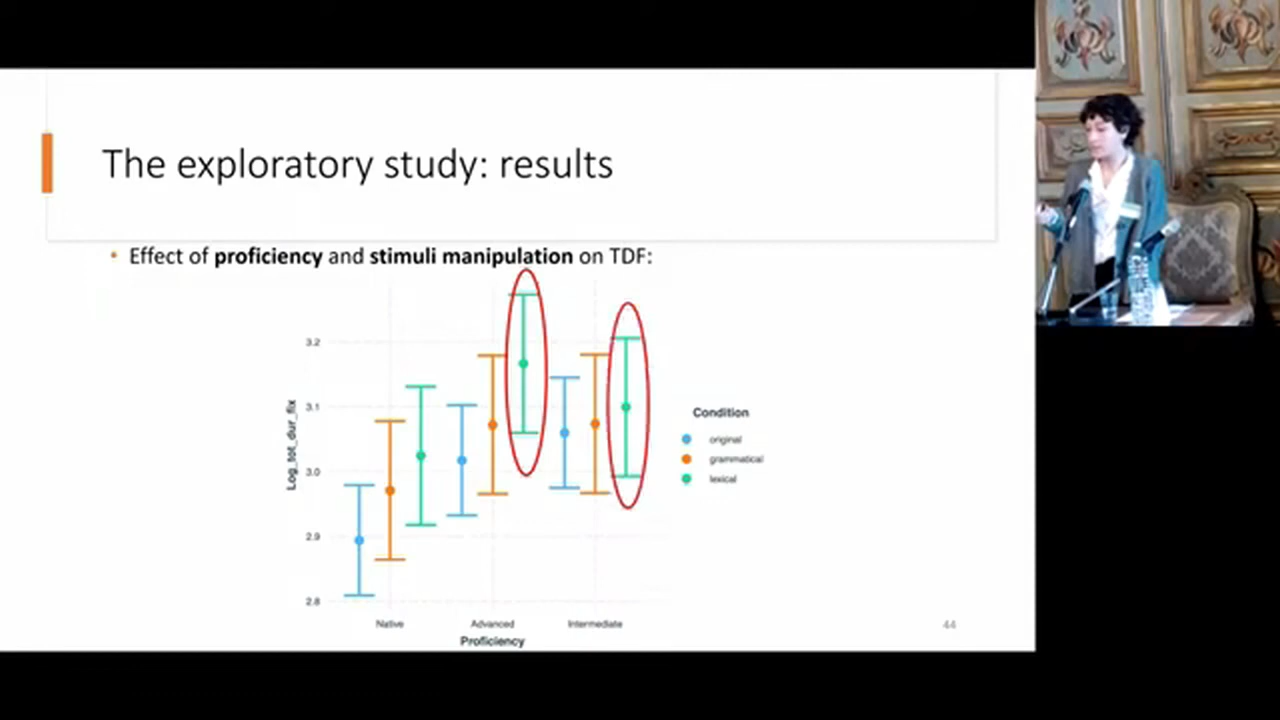 The exploratory study: results
• Effect of proficiency and stimuli manipulation on TDF:
Log_tot_dur_fix
3.2
3.1
3.0
2.9
2.8
Native Advanced Intermediate
Proficiency
Condition
original
grammatical
lexical
44